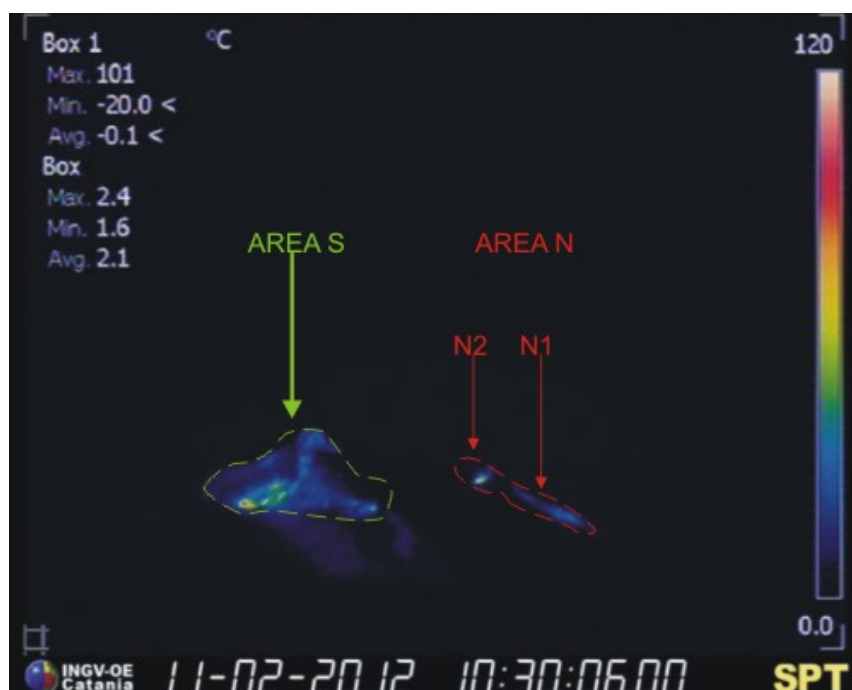 Box 1 °C
Max. 101
Min. -20.0 <
Avg. -0.1 <
Box
Max. 2.4
Min. 1.6
Avg. 2.1
120
AREA S AREA N
N2 N1
0.0
INGV-OE
Catania
11-02-2012 10:30:06.00 SPT